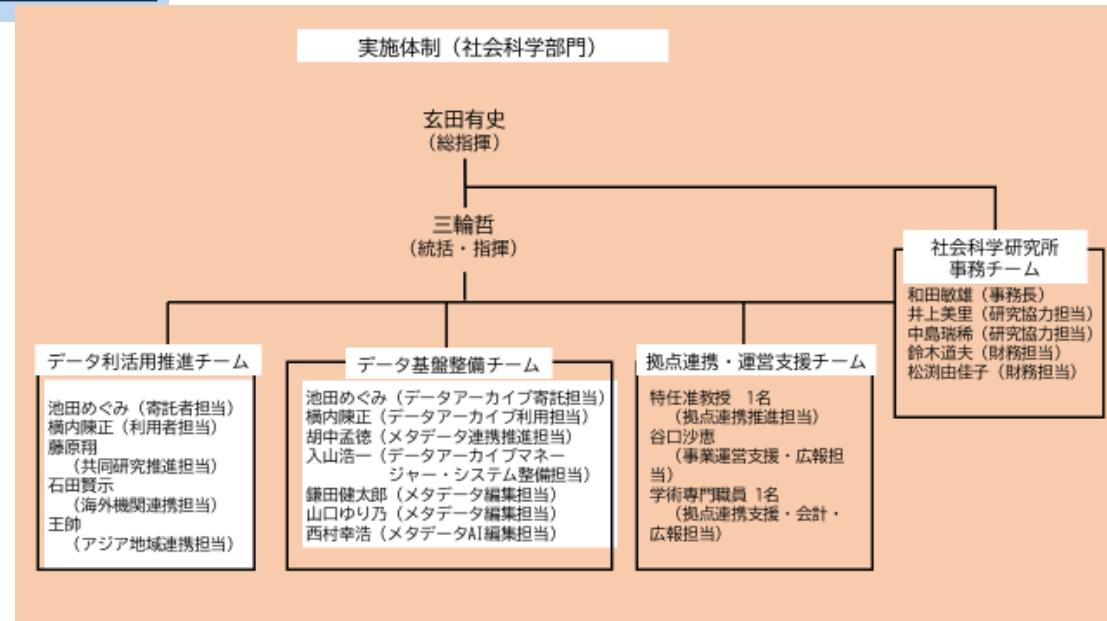 実施体制（社会科学部門）
玄田有史
（総指揮）
三輪哲
（統括・指揮）
社会科学研究所
事務チーム
和田敏雄（事務長）
井上美里（研究協力担当）
中島瑞稀（研究協力担当）
鈴木道夫（財務担当）
松渕由佳子（財務担当）
データ利活用推進チーム
池田めぐみ（寄託者担当）
横内陳正（利用者担当）
藤原翔
（共同研究推進担当）
石田賢示
（海外機関連携担当）
王帥
（アジア地域連携担当）
データ基盤整備チーム
池田めぐみ（データアーカイブ寄託担当）
横内陳正（データアーカイブ利用担当）
胡中孟徳（メタデータ連携推進担当）
入山浩一（データアーカイブマネー
ジャー・システム整備担当）
鎌田健太郎（メタデータ編集担当）
山口ゆり乃（メタデータ編集担当）
西村幸浩（メタデータAI編集担当）
拠点連携・運営支援チーム
特任准教授 1名
（拠点連携推進担当）
谷口沙恵
（事業運営支援・広報担
当）
学術専門職員 1名
（拠点連携支援・会計・
広報担当）